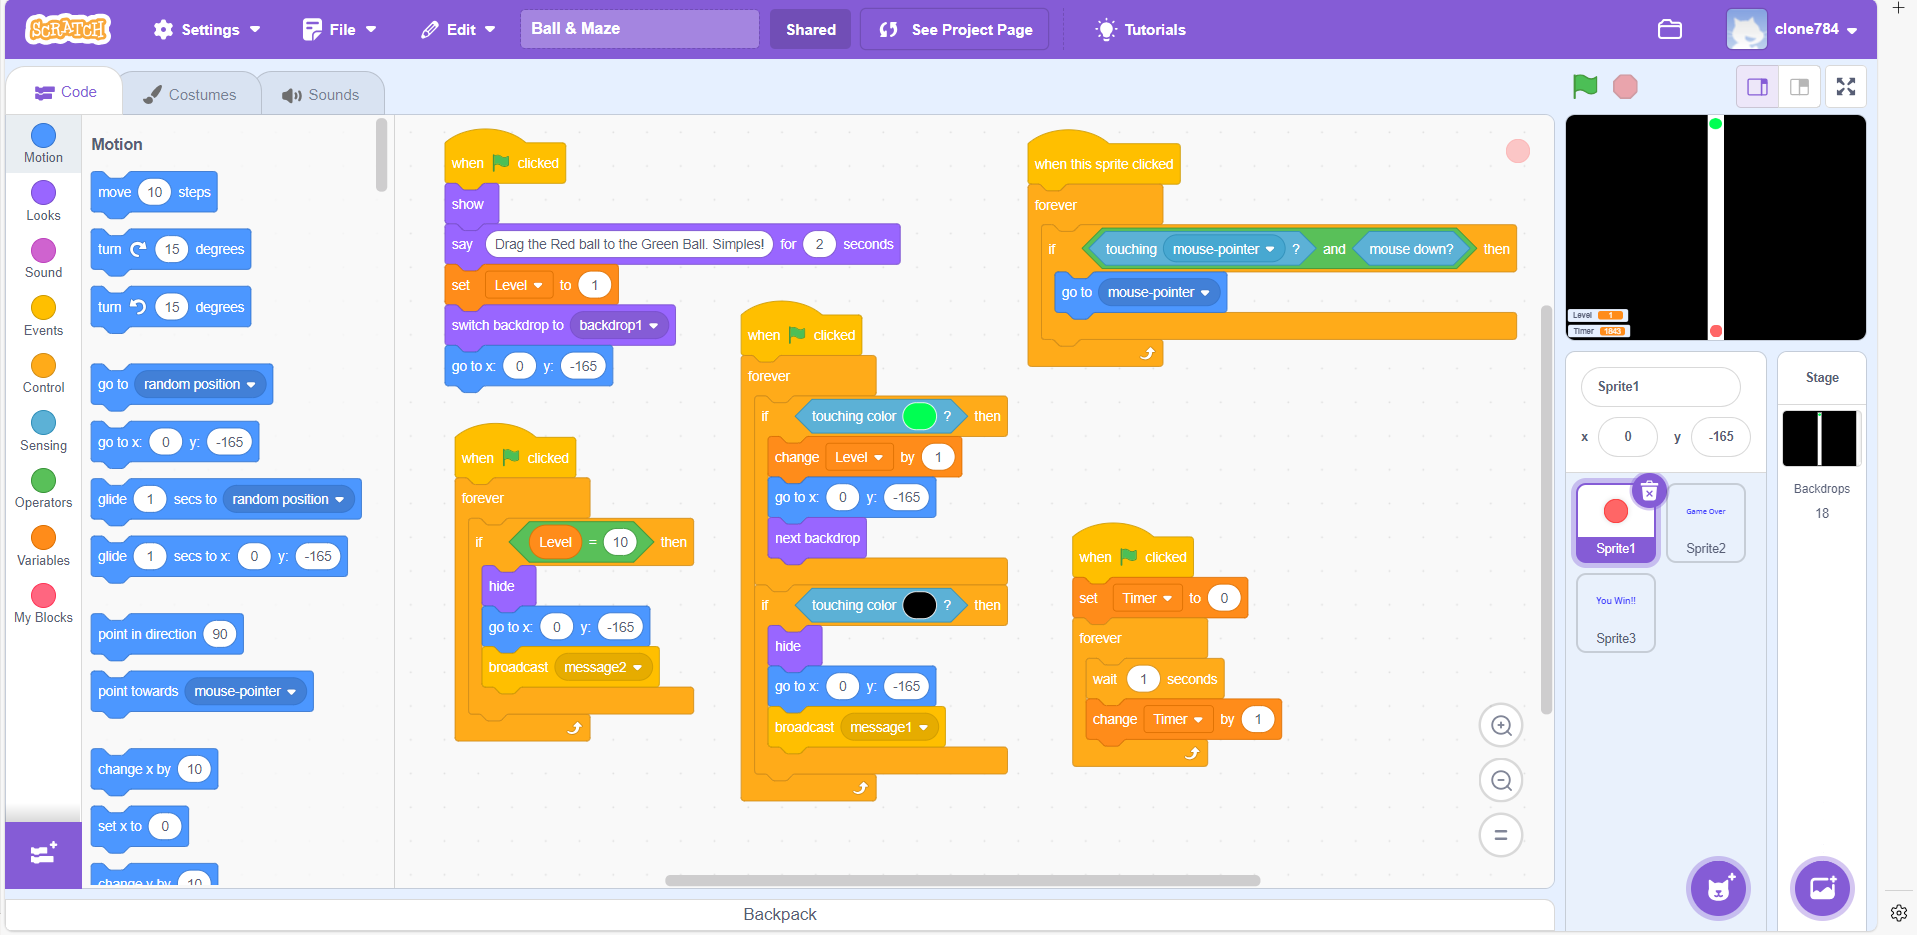 SCRATCH
Settings
File
Edit
Ball & Maze
Shared
See Project Page
Tutorials
clone784
Code
Costumes
Sounds
Motion
Looks
Sound
Events
Control
Sensing
Operators
Variables
My Blocks
Motion
move 10 steps
turn 15 degrees
turn 15 degrees
go to random position
go to x: 0 y: -165
glide 1 secs to random position
glide 1 secs to x: 0 y: -165
point in direction 90
point towards mouse-pointer
change x by 10
set x to 0
change y by 10
when clicked
show
say Drag the Red ball to the Green Ball. Simples! for 2 seconds
set Level to 1
switch backdrop to backdrop1
go to x: 0 y: -165
when clicked
forever
if Level = 10 then
hide
go to x: 0 y: -165
broadcast message2
when clicked
forever
if touching color ? then
change Level by 1
go to x: 0 y: -165
next backdrop
if touching color ? then
hide
go to x: 0 y: -165
broadcast message1
when this sprite clicked
forever
if touching mouse-pointer ? and mouse down? then
go to mouse-pointer
when clicked
set Timer to 0
forever
wait 1 seconds
change Timer by 1
Level 1
Timer 1843
Sprite1
x 0 y -165
Sprite1
Game Over
Sprite2
You Win!!
Sprite3
Stage
Backdrops
18
Backpack